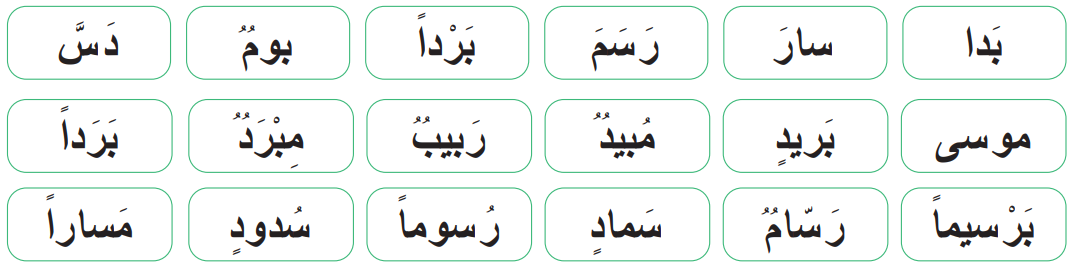 بَدا سارَ رَسَمَ بَرْداً بومُُ دَسَّ
موسى بَريدٍ مُبيدُُ رَبيبُُ مِبْرَدُُ بَرَداً
بَرْسيماً رَسّامُُ سَمادٍ رُسوماً سُدودٍ مَساراً